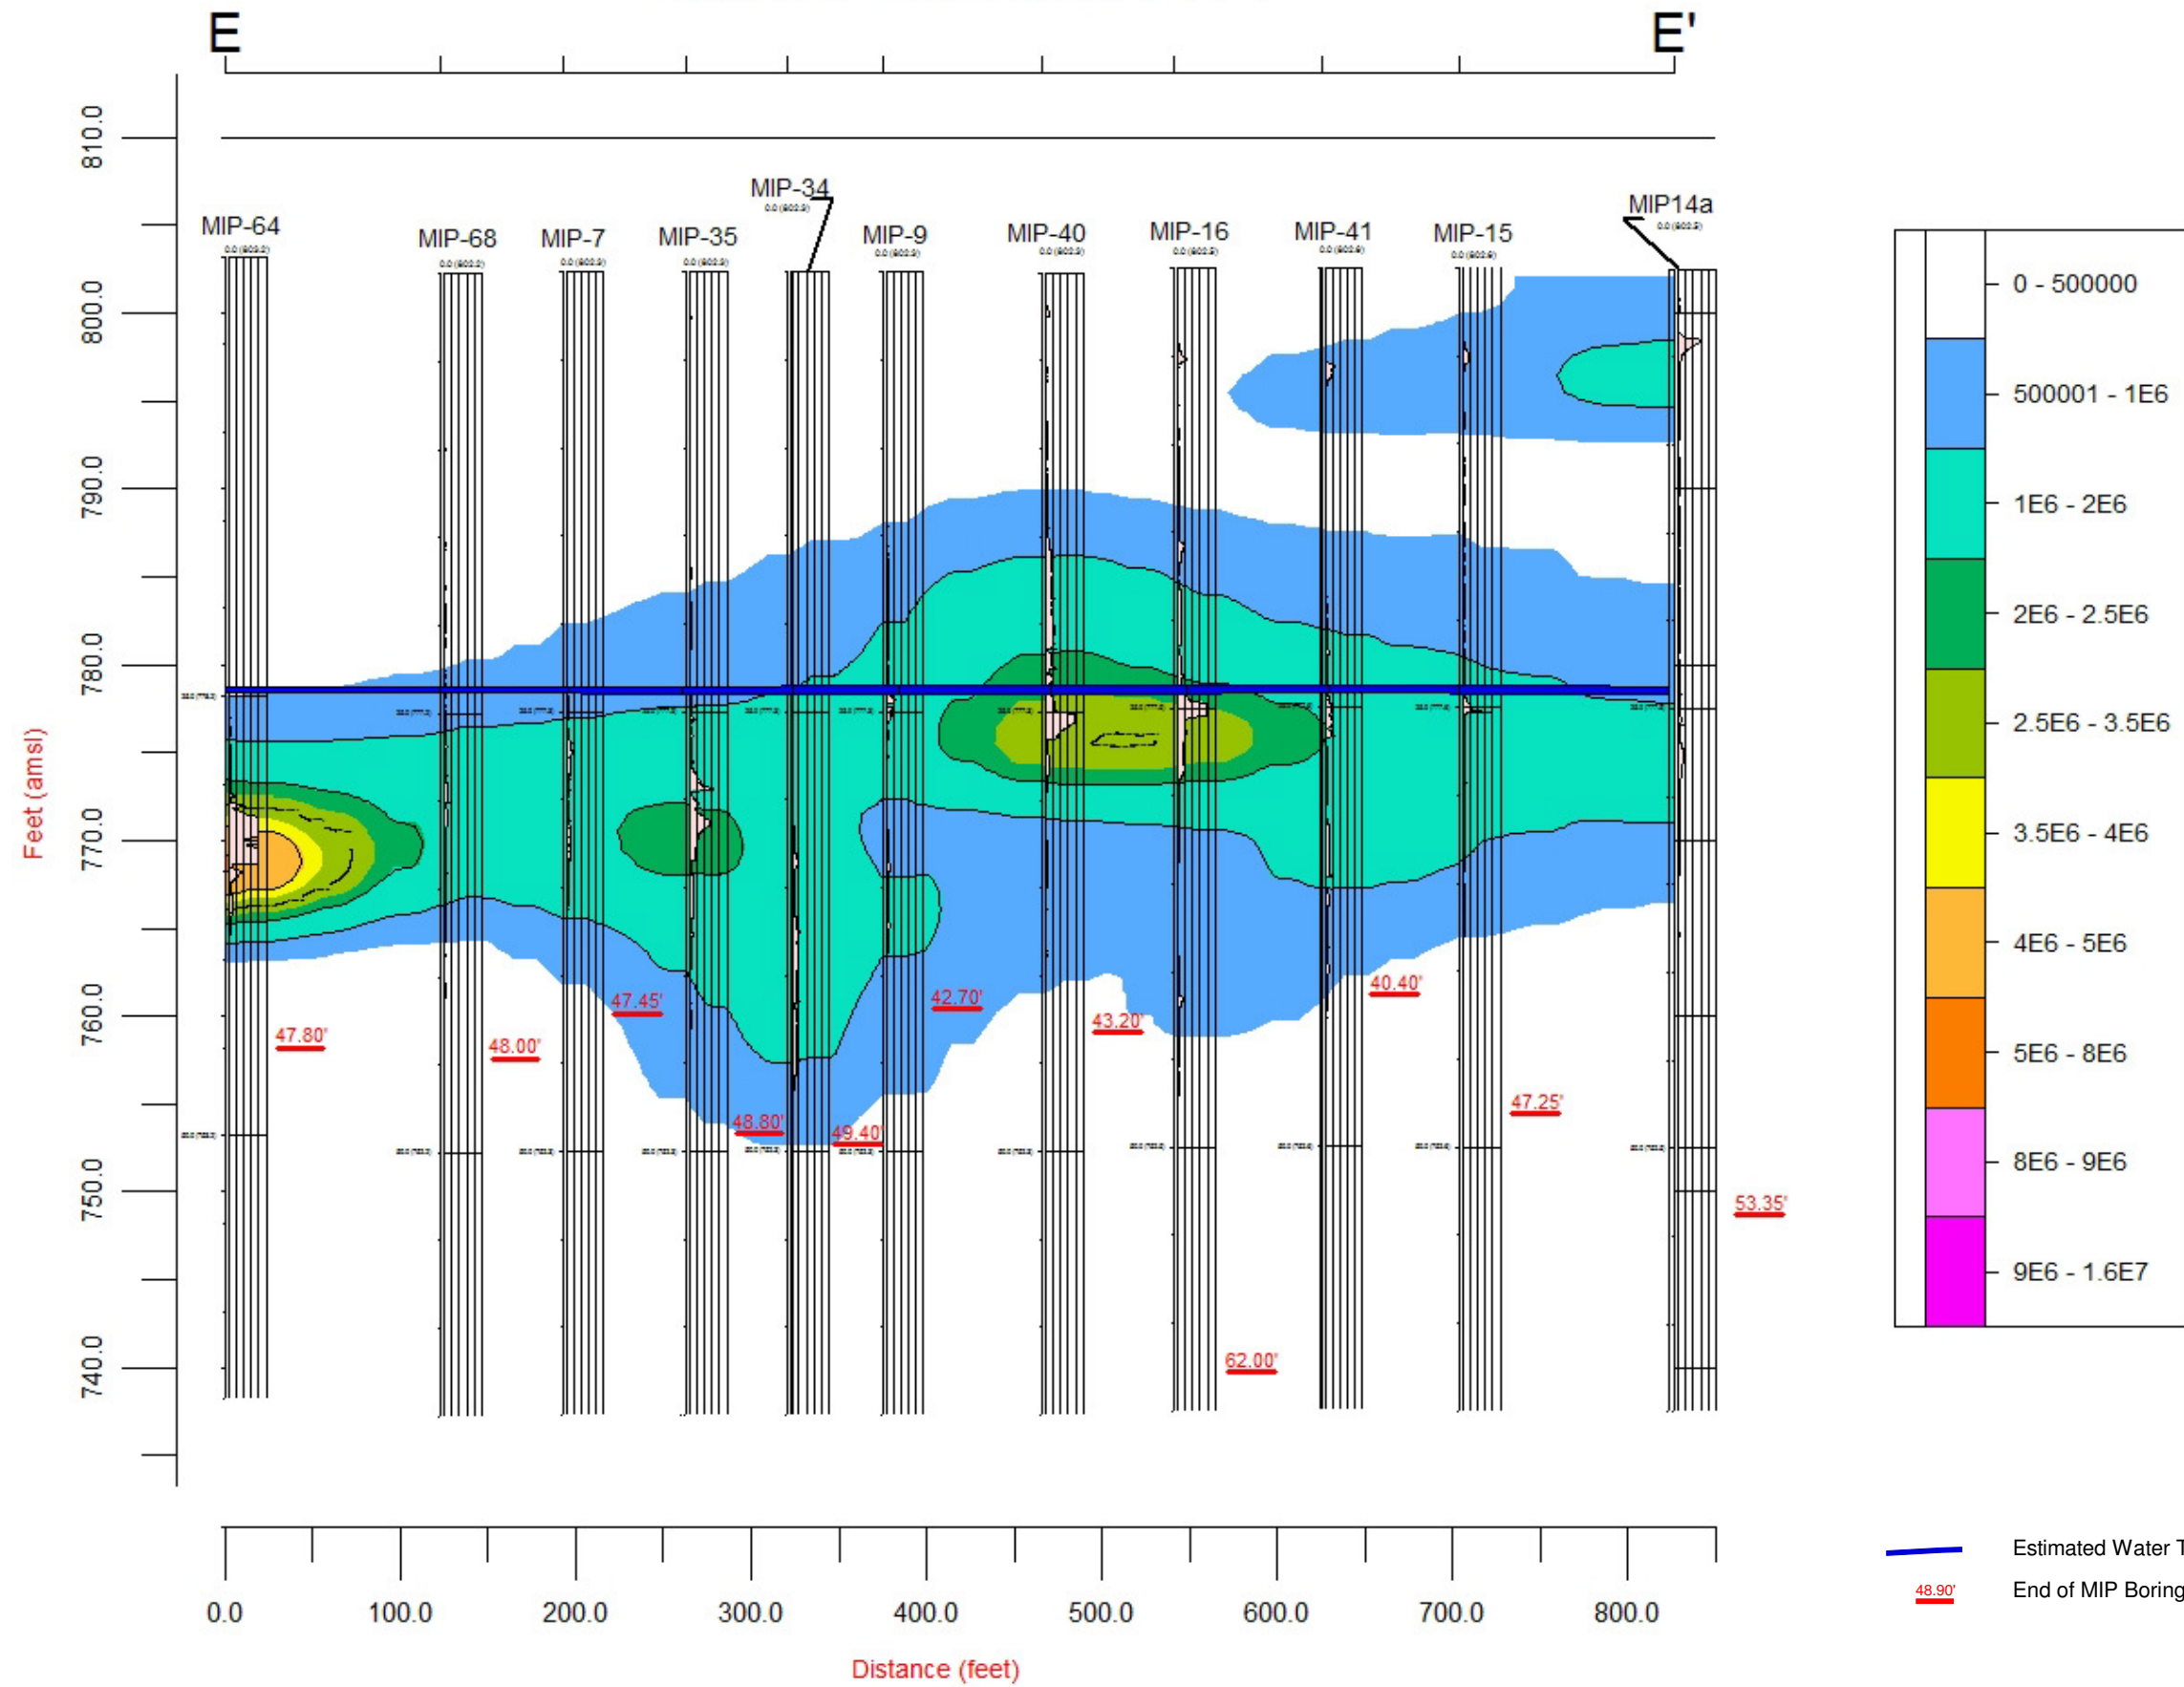 E
E'
MIP-34
MIP14a
MIP-64
MIP-68
MIP-7
MIP-35
MIP-9
MIP-40
MIP-16
MIP-41
MIP-15
810.0
800.0
790.0
780.0
770.0
760.0
750.0
740.0
Feet (amsl)
47.80'
48.00'
47.45'
48.80'
49.40'
42.70'
43.20'
62.00'
40.40'
47.25'
53.35'
0.0
100.0
200.0
300.0
400.0
500.0
600.0
700.0
800.0
Distance (feet)
0 - 500000
500001 - 1E6
1E6 - 2E6
2E6 - 2.5E6
2.5E6 - 3.5E6
3.5E6 - 4E6
4E6 - 5E6
5E6 - 8E6
8E6 - 9E6
9E6 - 1.6E7
Estimated Water T
48.90'
End of MIP Boring